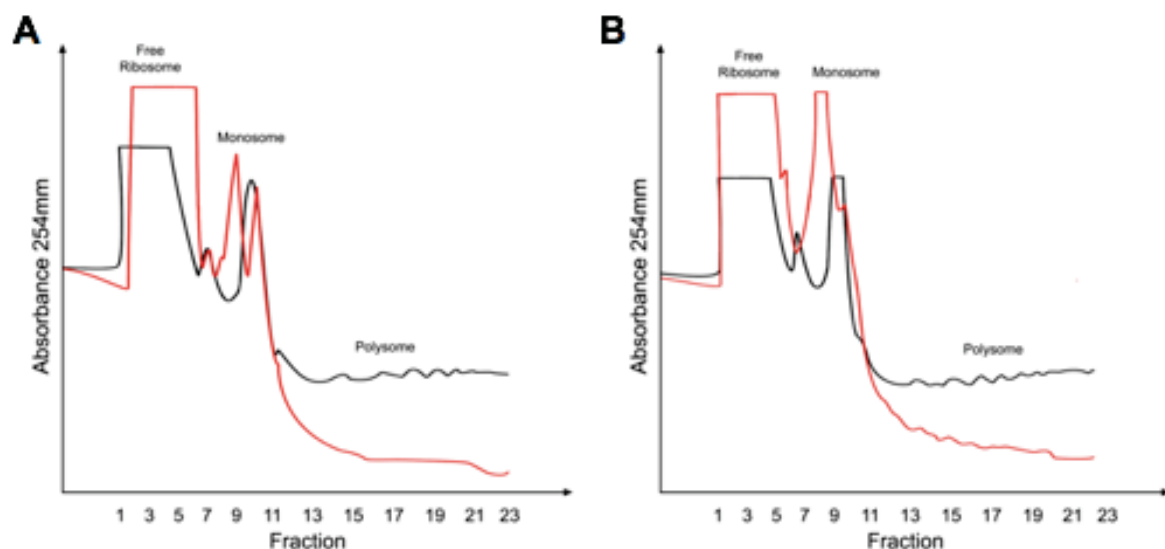 A
Free
Ribosome
Monosome
Polysome
Absorbance 254mm
1 3 5 7 9 11 13 15 17 19 21 23
Fraction
B
Free
Ribosome
Monosome
Polysome
Absorbance 254mm
1 3 5 7 9 11 13 15 17 19 21 23
Fraction